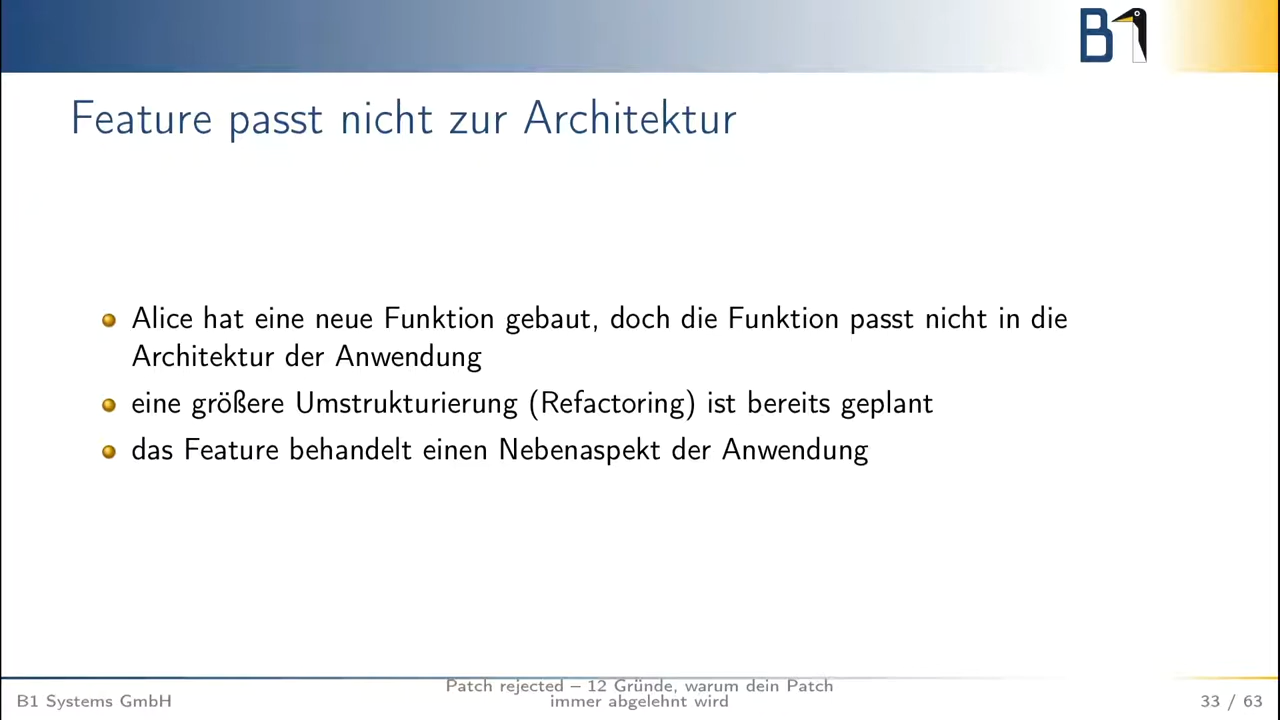 B1
Feature passt nicht zur Architektur
Alice hat eine neue Funktion gebaut, doch die Funktion passt nicht in die
Architektur der Anwendung
eine größere Umstrukturierung (Refactoring) ist bereits geplant
das Feature behandelt einen Nebenaspekt der Anwendung
B1 Systems GmbH
Patch rejected – 12 Gründe, warum dein Patch
immer abgelehnt wird
33 / 63